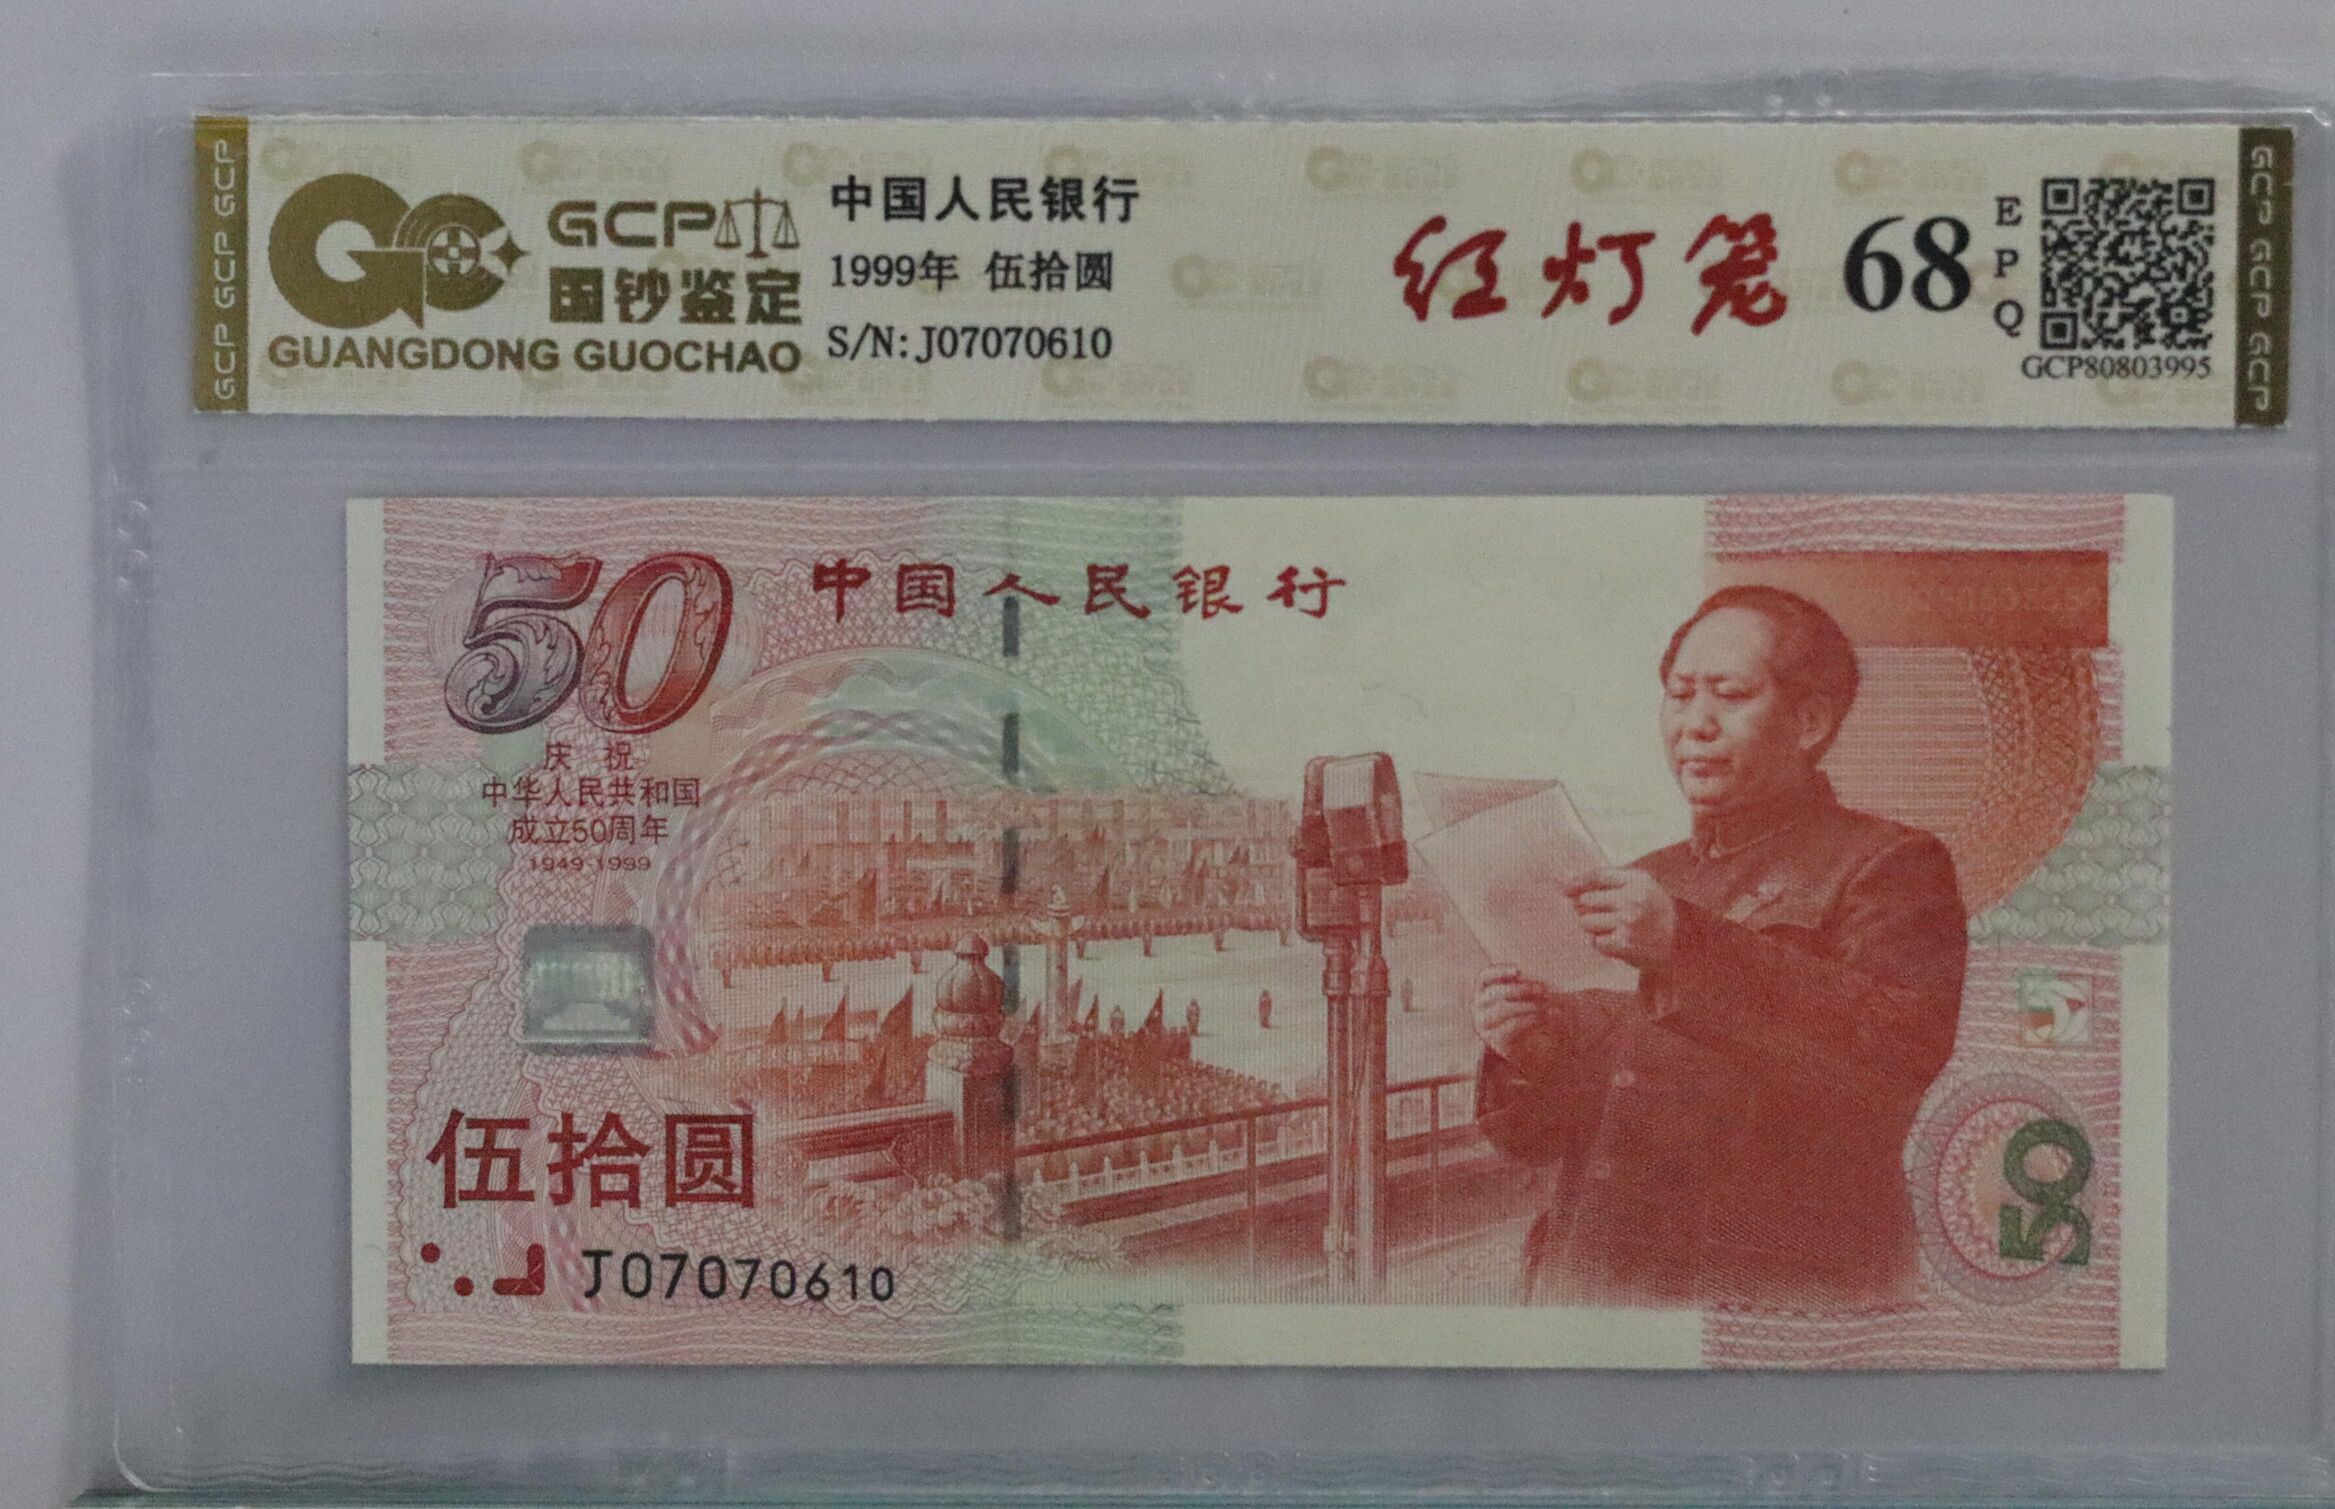 GCP GCP GCP
GCP
国钞鉴定
GUANGDONG GUOCHAO
中国人民银行
1999年 伍拾圆
S/N: J07070610
红灯笼
68
EPQ
GCP80803995
GCP GCP GCP
50
中国人民银行
庆 祝
中华人民共和国
成立50周年
1949-1999
伍拾圆
J07070610
50